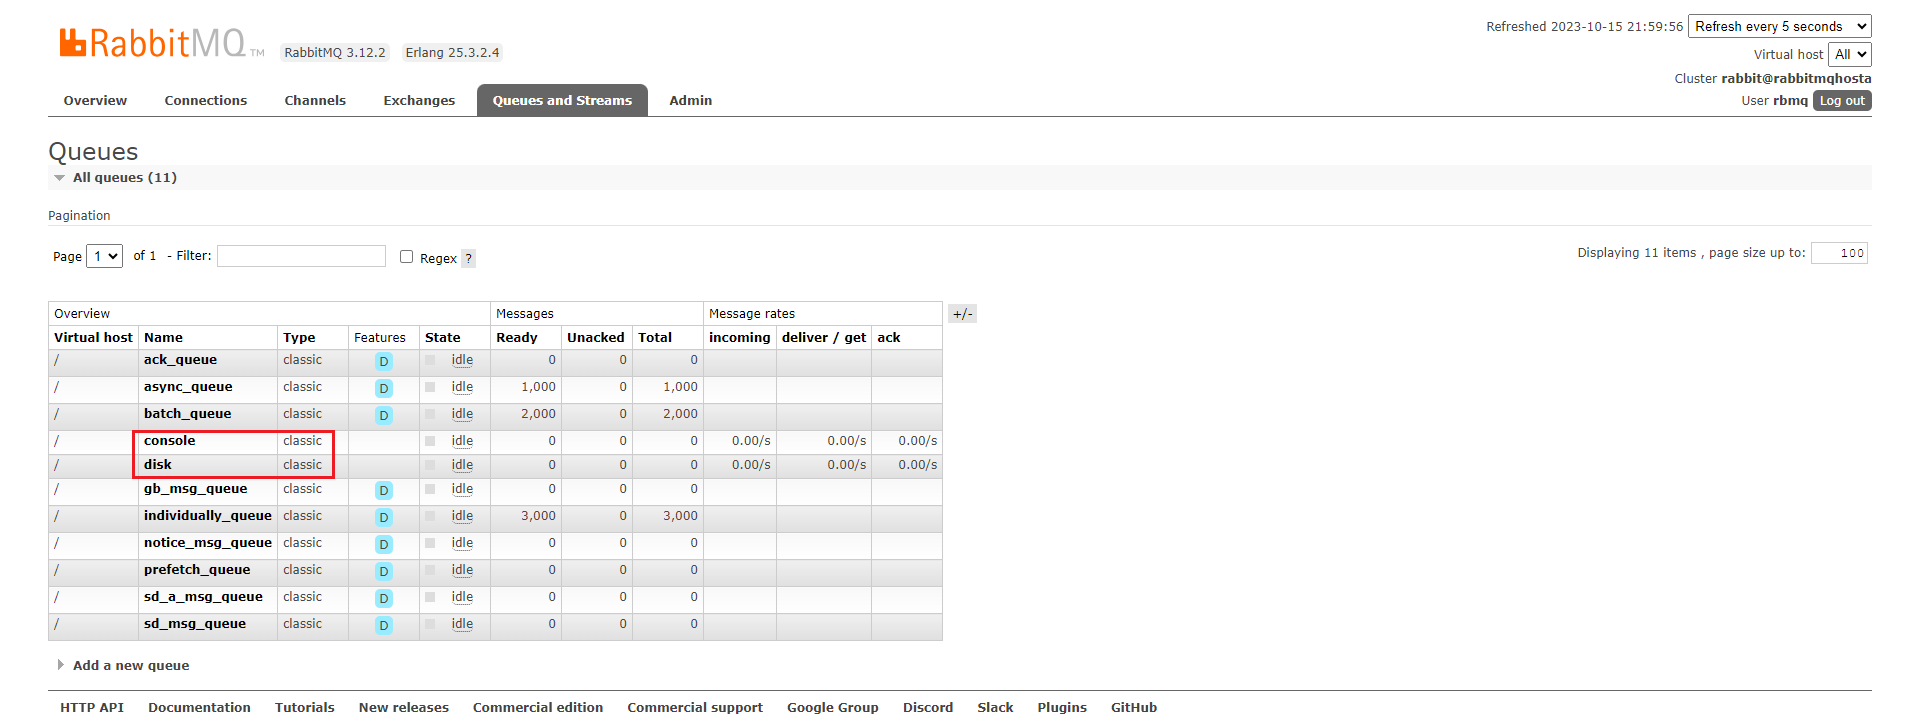 RabbitMQ TM RabbitMQ 3.12.2 Erlang 25.3.2.4
Refreshed 2023-10-15 21:59:56 Refresh every 5 seconds
Virtual host All
Cluster rabbit@rabbitmqhosta
User rbmq Log out
Overview Connections Channels Exchanges Queues and Streams Admin
Queues
All queues (11)
Pagination
Page 1 of 1 - Filter: Regex ?
Displaying 11 items , page size up to: 100
Overview Messages Message rates +/-
Virtual host Name Type Features State Ready Unacked Total incoming deliver / get ack
/ ack_queue classic D idle 0 0 0
/ async_queue classic D idle 1,000 0 1,000
/ batch_queue classic D idle 2,000 0 2,000
/ console classic idle 0 0 0 0.00/s 0.00/s 0.00/s
/ disk classic idle 0 0 0 0.00/s 0.00/s 0.00/s
/ gb_msg_queue classic D idle 0 0 0
/ individually_queue classic D idle 3,000 0 3,000
/ notice_msg_queue classic D idle 0 0 0
/ prefetch_queue classic D idle 0 0 0
/ sd_a_msg_queue classic D idle 0 0 0
/ sd_msg_queue classic D idle 0 0 0
Add a new queue
HTTP API Documentation Tutorials New releases Commercial edition Commercial support Google Group Discord Slack Plugins GitHub